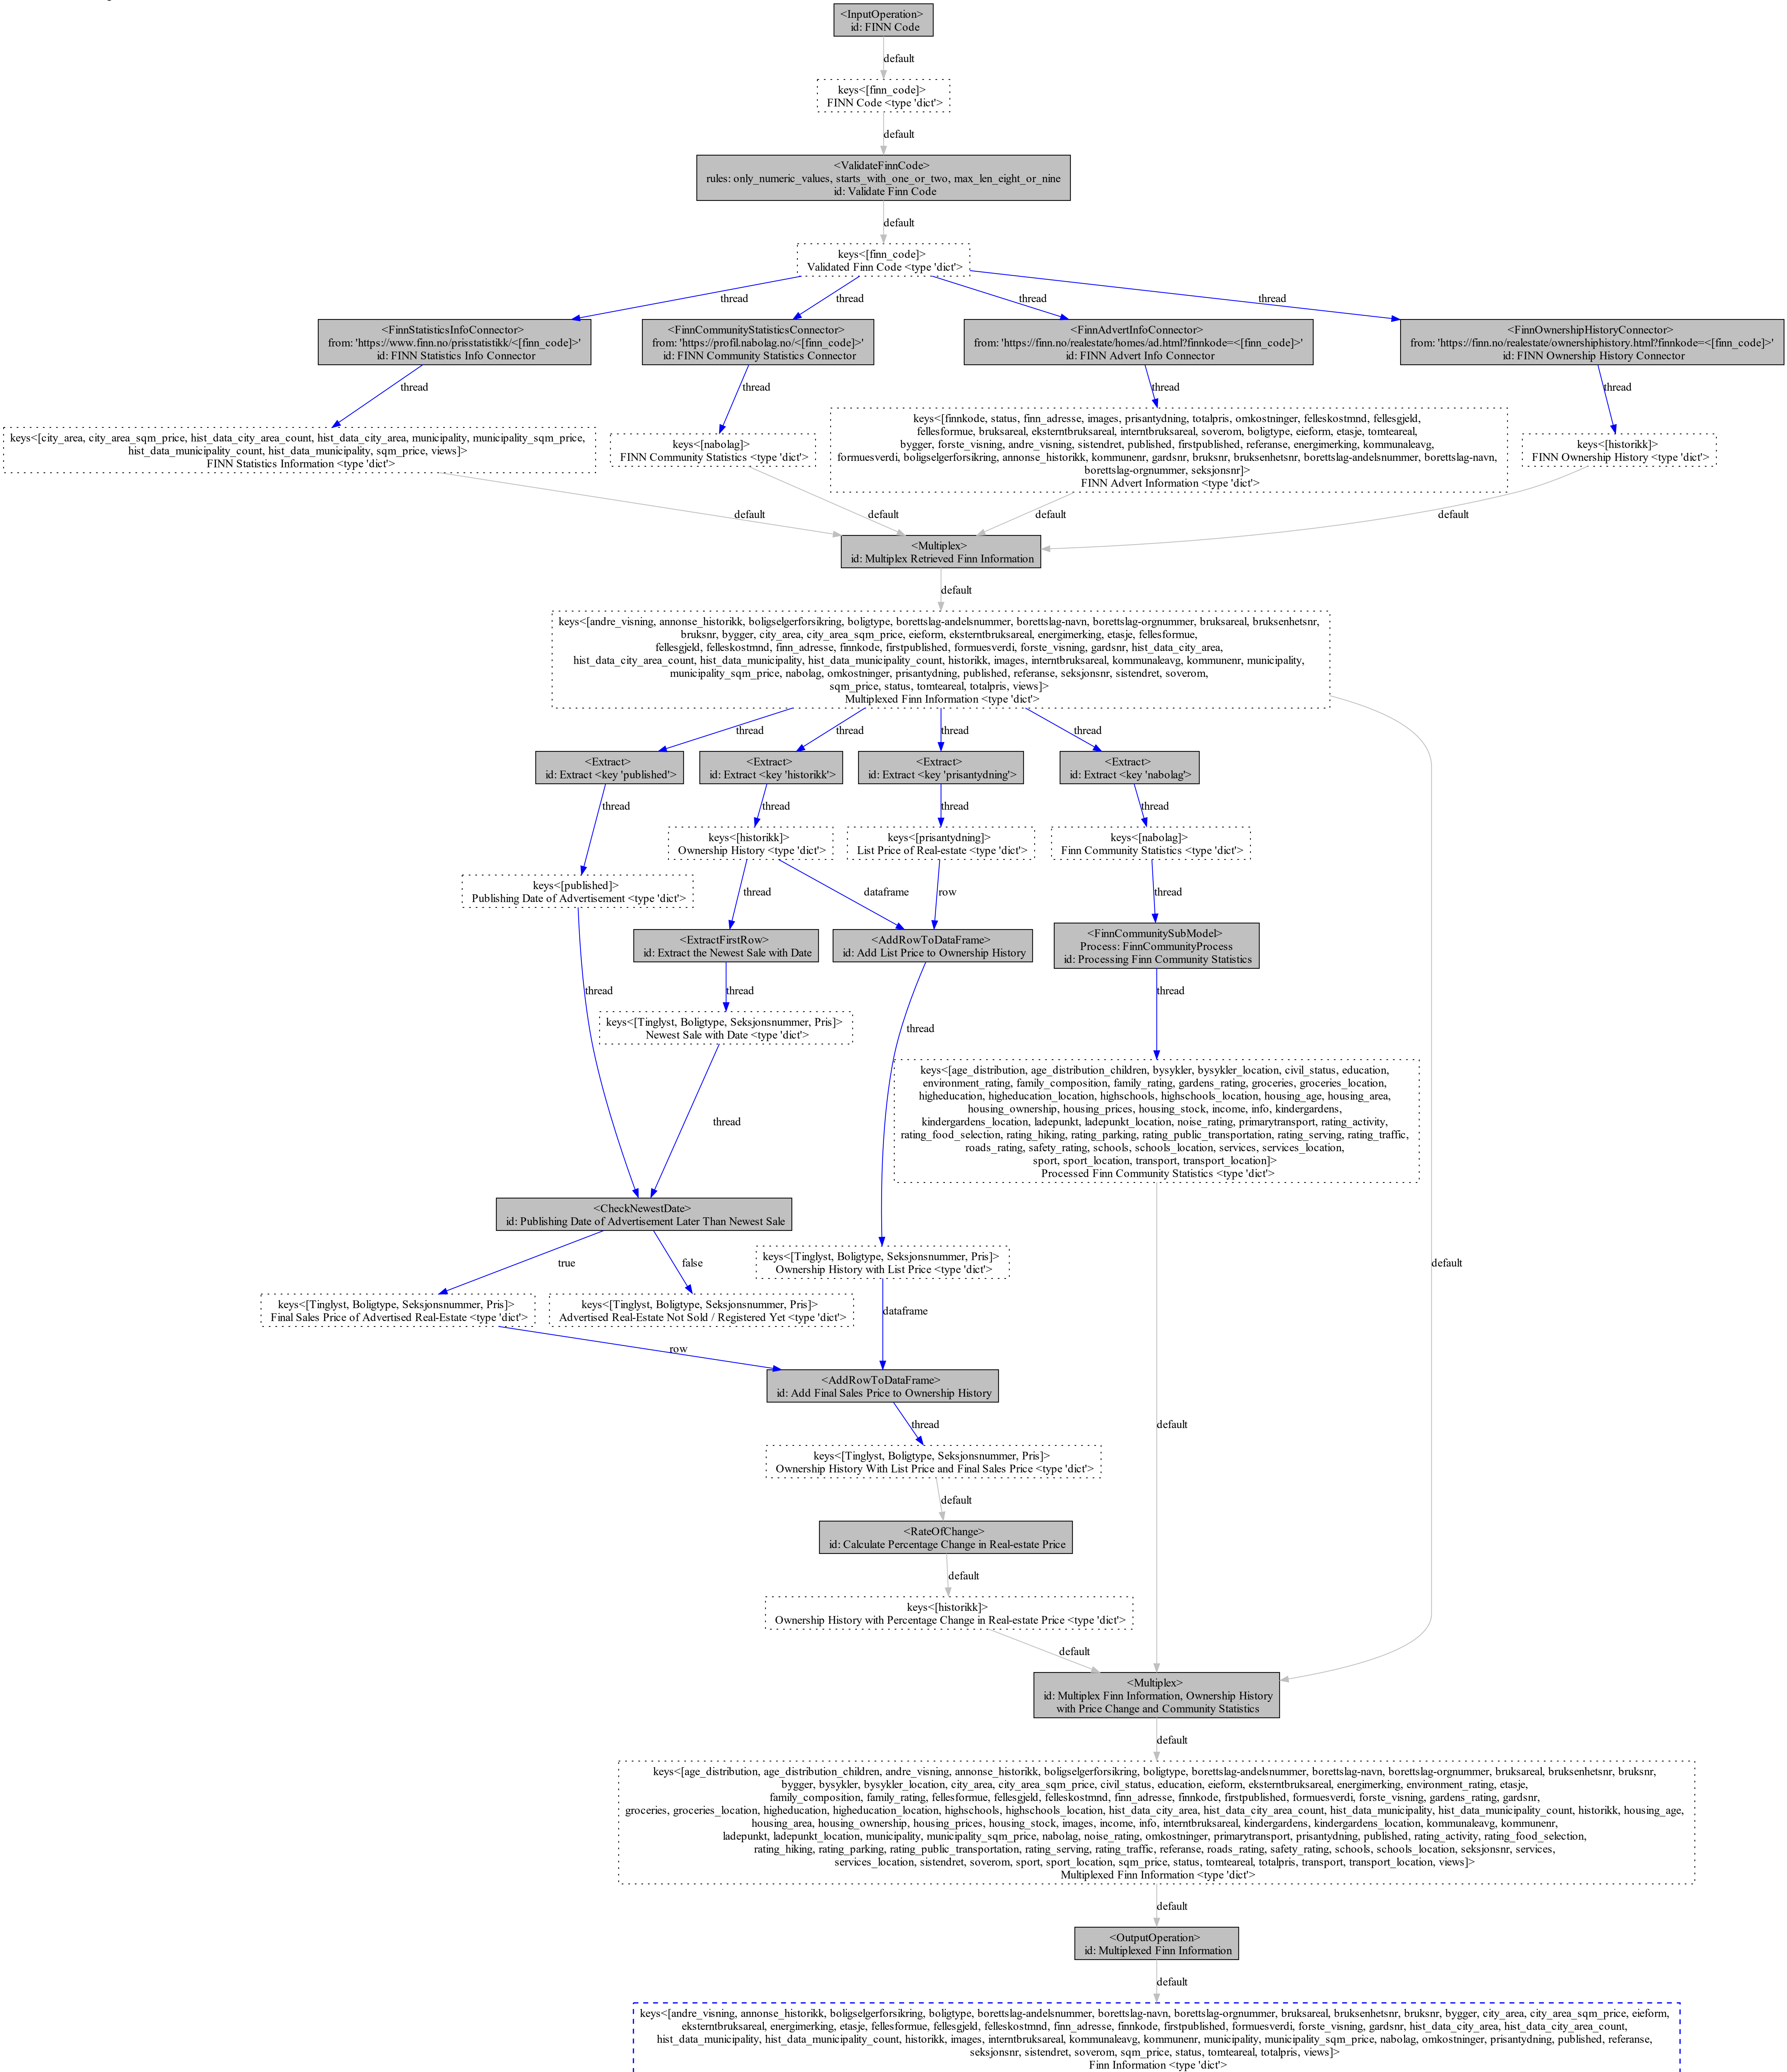 <InputOperation>
id: FINN Code
default
keys<[finn_code]>
FINN Code <type 'dict'>
default
<ValidateFinnCode>
rules: only_numeric_values, starts_with_one_or_two, max_len_eight_or_nine
id: Validate Finn Code
default
keys<[finn_code]>
Validated Finn Code <type 'dict'>
thread
thread
thread
thread
<FinnStatisticsInfoConnector>
from: 'https://www.finn.no/prisstatistikk/<[finn_code]>'
id: FINN Statistics Info Connector
<FinnCommunityStatisticsConnector>
from: 'https://profil.nabolag.no/<[finn_code]>'
id: FINN Community Statistics Connector
<FinnAdvertInfoConnector>
from: 'https://finn.no/realestate/homes/ad.html?finnkode=<[finn_code]>'
id: FINN Advert Info Connector
<FinnOwnershipHistoryConnector>
from: 'https://finn.no/realestate/ownershiphistory.html?finnkode=<[finn_code]>'
id: FINN Ownership History Connector
thread
thread
thread
thread
keys<[city_area, city_area_sqm_price, hist_data_city_area_count, hist_data_city_area, municipality, municipality_sqm_price,
hist_data_municipality_count, hist_data_municipality, sqm_price, views]>
FINN Statistics Information <type 'dict'>
keys<[nabolag]>
FINN Community Statistics <type 'dict'>
keys<[finnkode, status, finn_adresse, images, prisantydning, totalpris, omkostninger, felleskostmnd, fellesgjeld,
fellesformue, bruksareal, eksterntbruksareal, interntbruksareal, soverom, boligtype, eieform, etasje, tomteareal,
bygger, forste_visning, andre_visning, sistendret, published, firstpublished, referanse, energimerking, kommunaleavg,
formuesverdi, boligselgerforsikring, annonse_historikk, kommunenr, gardsnr, bruksnr, bruksenhetsnr, borettslag-andelsnummer, borettslag-navn,
borettslag-orgnummer, seksjonsnr]>
FINN Advert Information <type 'dict'>
keys<[historikk]>
FINN Ownership History <type 'dict'>
default
default
default
default
<Multiplex>
id: Multiplex Retrieved Finn Information
default
keys<[andre_visning, annonse_historikk, boligselgerforsikring, boligtype, borettslag-andelsnummer, borettslag-navn, borettslag-orgnummer, bruksareal, bruksenhetsnr,
bruksnr, bygger, city_area, city_area_sqm_price, eieform, eksterntbruksareal, energimerking, etasje, fellesformue,
fellesgjeld, felleskostmnd, finn_adresse, finnkode, firstpublished, formuesverdi, forste_visning, gardsnr, hist_data_city_area,
hist_data_city_area_count, hist_data_municipality, hist_data_municipality_count, historikk, images, interntbruksareal, kommunaleavg, kommunenr, municipality,
municipality_sqm_price, nabolag, omkostninger, prisantydning, published, referanse, seksjonsnr, sistendret, soverom,
sqm_price, status, tomteareal, totalpris, views]>
Multiplexed Finn Information <type 'dict'>
thread
thread
thread
thread
<Extract>
id: Extract <key 'published'>
<Extract>
id: Extract <key 'historikk'>
<Extract>
id: Extract <key 'prisantydning'>
<Extract>
id: Extract <key 'nabolag'>
thread
thread
thread
thread
keys<[historikk]>
Ownership History <type 'dict'>
keys<[prisantydning]>
List Price of Real-estate <type 'dict'>
keys<[nabolag]>
Finn Community Statistics <type 'dict'>
keys<[published]>
Publishing Date of Advertisement <type 'dict'>
thread
dataframe
row
thread
<ExtractFirstRow>
id: Extract the Newest Sale with Date
<AddRowToDataFrame>
id: Add List Price to Ownership History
<FinnCommunitySubModel>
Process: FinnCommunityProcess
id: Processing Finn Community Statistics
thread
thread
thread
keys<[Tinglyst, Boligtype, Seksjonsnummer, Pris]>
Newest Sale with Date <type 'dict'>
thread
keys<[age_distribution, age_distribution_children, bysykler, bysykler_location, civil_status, education,
environment_rating, family_composition, family_rating, gardens_rating, groceries, groceries_location,
higheducation, higheducation_location, highschools, highschools_location, housing_age, housing_area,
housing_ownership, housing_prices, housing_stock, income, info, kindergardens,
kindergardens_location, ladepunkt, ladepunkt_location, noise_rating, primarytransport, rating_activity,
rating_food_selection, rating_hiking, rating_parking, rating_public_transportation, rating_serving, rating_traffic,
roads_rating, safety_rating, schools, schools_location, services, services_location,
sport, sport_location, transport, transport_location]>
Processed Finn Community Statistics <type 'dict'>
thread
<CheckNewestDate>
id: Publishing Date of Advertisement Later Than Newest Sale
true
false
keys<[Tinglyst, Boligtype, Seksjonsnummer, Pris]>
Ownership History with List Price <type 'dict'>
default
keys<[Tinglyst, Boligtype, Seksjonsnummer, Pris]>
Final Sales Price of Advertised Real-Estate <type 'dict'>
keys<[Tinglyst, Boligtype, Seksjonsnummer, Pris]>
Advertised Real-Estate Not Sold / Registered Yet <type 'dict'>
dataframe
row
<AddRowToDataFrame>
id: Add Final Sales Price to Ownership History
thread
default
keys<[Tinglyst, Boligtype, Seksjonsnummer, Pris]>
Ownership History With List Price and Final Sales Price <type 'dict'>
default
<RateOfChange>
id: Calculate Percentage Change in Real-estate Price
default
keys<[historikk]>
Ownership History with Percentage Change in Real-estate Price <type 'dict'>
default
<Multiplex>
id: Multiplex Finn Information, Ownership History
with Price Change and Community Statistics
default
keys<[age_distribution, age_distribution_children, andre_visning, annonse_historikk, boligselgerforsikring, boligtype, borettslag-andelsnummer, borettslag-navn, borettslag-orgnummer, bruksareal, bruksenhetsnr, bruksnr,
bygger, bysykler, bysykler_location, city_area, city_area_sqm_price, civil_status, education, eieform, eksterntbruksareal, energimerking, environment_rating, etasje,
family_composition, family_rating, fellesformue, fellesgjeld, felleskostmnd, finn_adresse, finnkode, firstpublished, formuesverdi, forste_visning, gardens_rating, gardsnr,
groceries, groceries_location, higheducation, higheducation_location, highschools, highschools_location, hist_data_city_area, hist_data_city_area_count, hist_data_municipality, hist_data_municipality_count, historikk, housing_age,
housing_area, housing_ownership, housing_prices, housing_stock, images, income, info, interntbruksareal, kindergardens, kindergardens_location, kommunaleavg, kommunenr,
ladepunkt, ladepunkt_location, municipality, municipality_sqm_price, nabolag, noise_rating, omkostninger, primarytransport, prisantydning, published, rating_activity, rating_food_selection,
rating_hiking, rating_parking, rating_public_transportation, rating_serving, rating_traffic, referanse, roads_rating, safety_rating, schools, schools_location, seksjonsnr, services,
services_location, sistendret, soverom, sport, sport_location, sqm_price, status, tomteareal, totalpris, transport, transport_location, views]>
Multiplexed Finn Information <type 'dict'>
default
<OutputOperation>
id: Multiplexed Finn Information
default
keys<[andre_visning, annonse_historikk, boligselgerforsikring, boligtype, borettslag-andelsnummer, borettslag-navn, borettslag-orgnummer, bruksareal, bruksenhetsnr, bruksnr, bygger, city_area, city_area_sqm_price, eieform,
eksterntbruksareal, energimerking, etasje, fellesformue, fellesgjeld, felleskostmnd, finn_adresse, finnkode, firstpublished, formuesverdi, forste_visning, gardsnr, hist_data_city_area, hist_data_city_area_count,
hist_data_municipality, hist_data_municipality_count, historikk, images, interntbruksareal, kommunaleavg, kommunenr, municipality, municipality_sqm_price, nabolag, omkostninger, prisantydning, published, referanse,
seksjonsnr, sistendret, soverom, sqm_price, status, tomteareal, totalpris, views]>
Finn Information <type 'dict'>